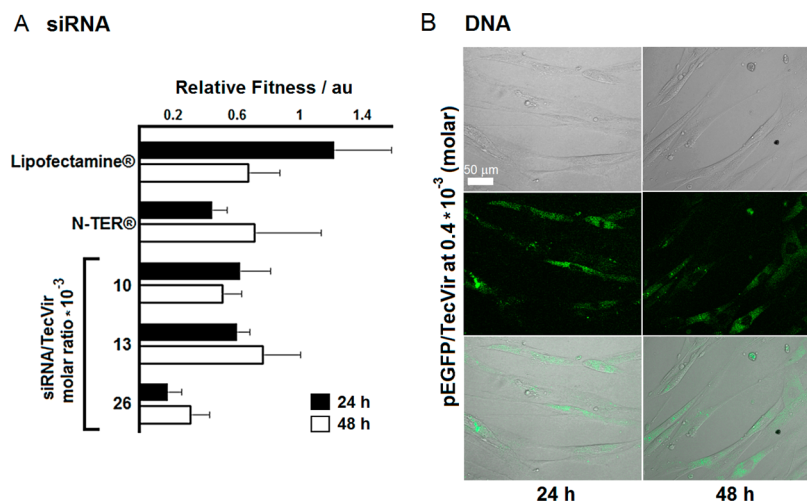 A siRNA
Relative Fitness / au
0.2 0.6 1 1.4
Lipofectamine®
N-TER®
siRNA/TecVir
molar ratio*10-3
10
13
26
24 h
48 h
B DNA
pEGFP/TecVir at 0.4*10-3 (molar)
50 µm
24 h 48 h